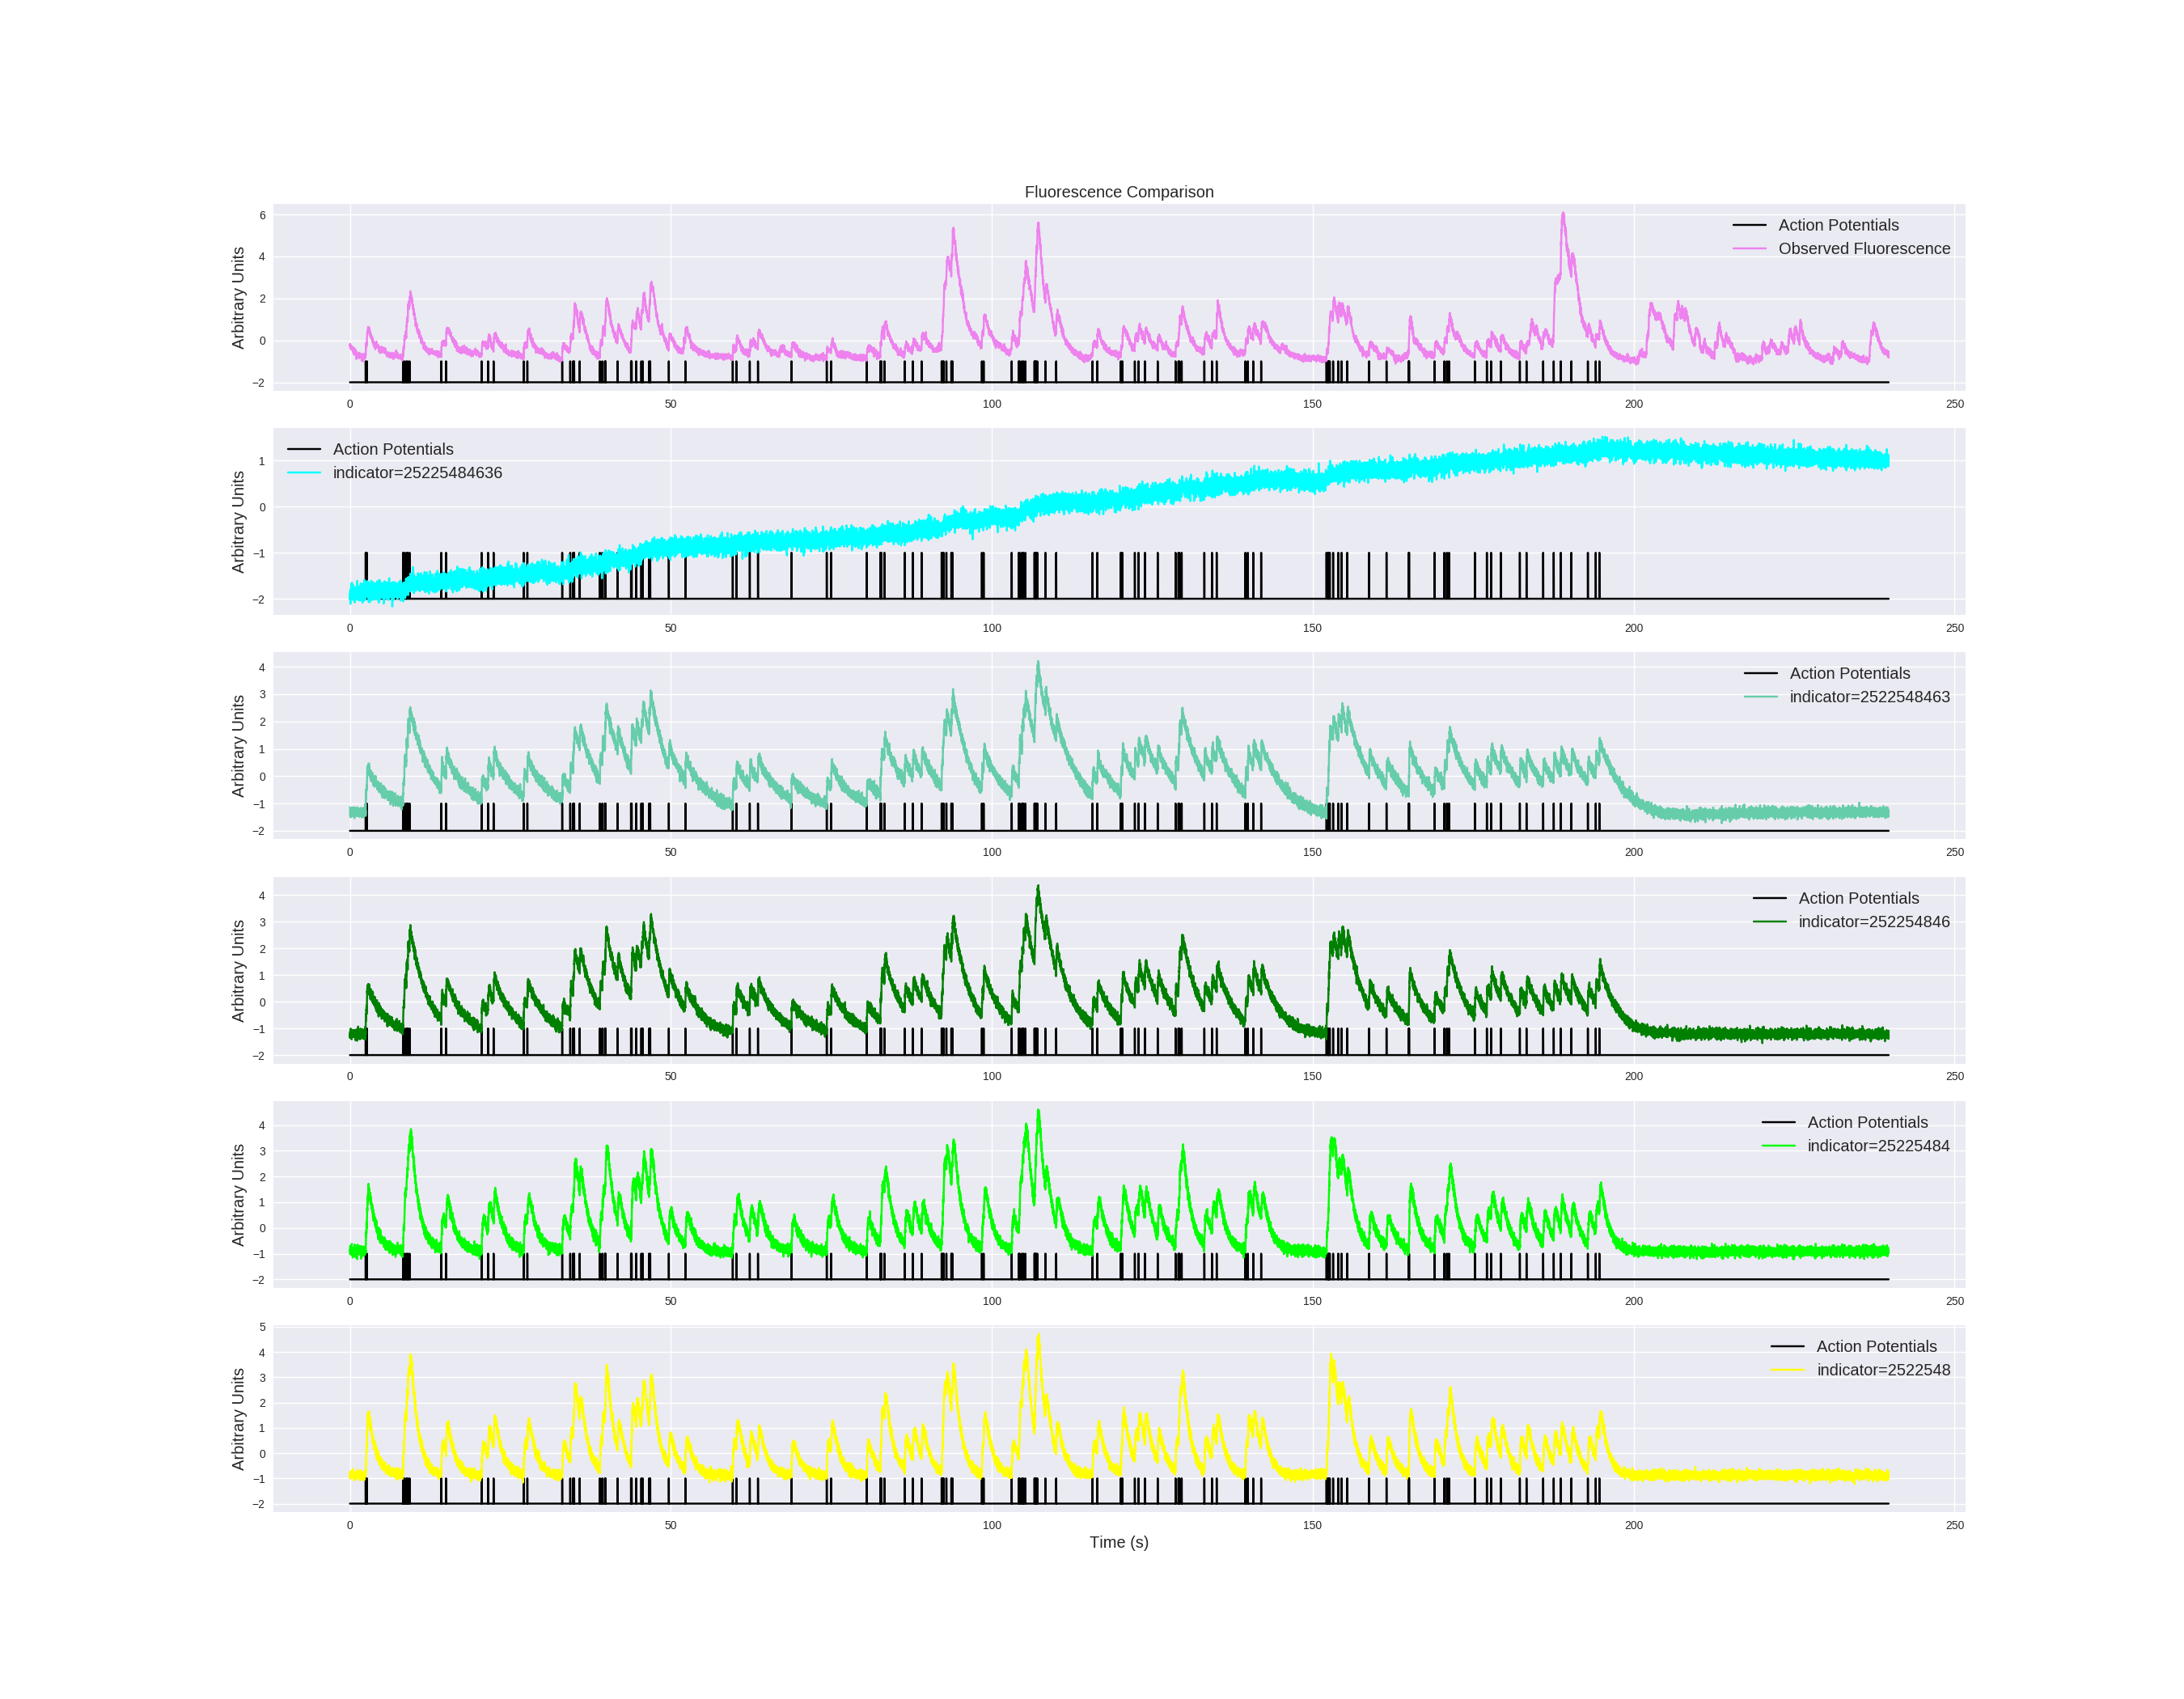 Fluorescence Comparison
Arbitrary Units
6
4
2
0
−2
Action Potentials
Observed Fluorescence
0 50 100 150 200 250
Arbitrary Units
1
0
−1
−2
Action Potentials
indicator=25225484636
0 50 100 150 200 250
Arbitrary Units
4
3
2
1
0
−1
−2
Action Potentials
indicator=2522548463
0 50 100 150 200 250
Arbitrary Units
4
3
2
1
0
−1
−2
Action Potentials
indicator=252254846
0 50 100 150 200 250
Arbitrary Units
4
3
2
1
0
−1
−2
Action Potentials
indicator=25225484
0 50 100 150 200 250
Arbitrary Units
5
4
3
2
1
0
−1
−2
Action Potentials
indicator=2522548
0 50 100 150 200 250
Time (s)